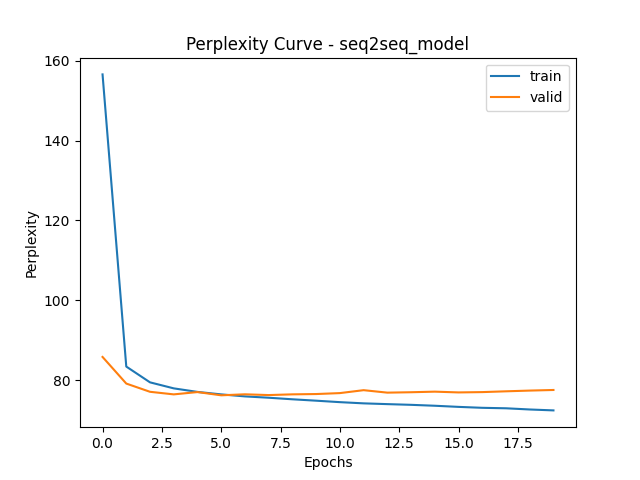 Perplexity Curve - seq2seq_model
train
valid
160
140
120
100
80
Perplexity
0.0 2.5 5.0 7.5 10.0 12.5 15.0 17.5
Epochs